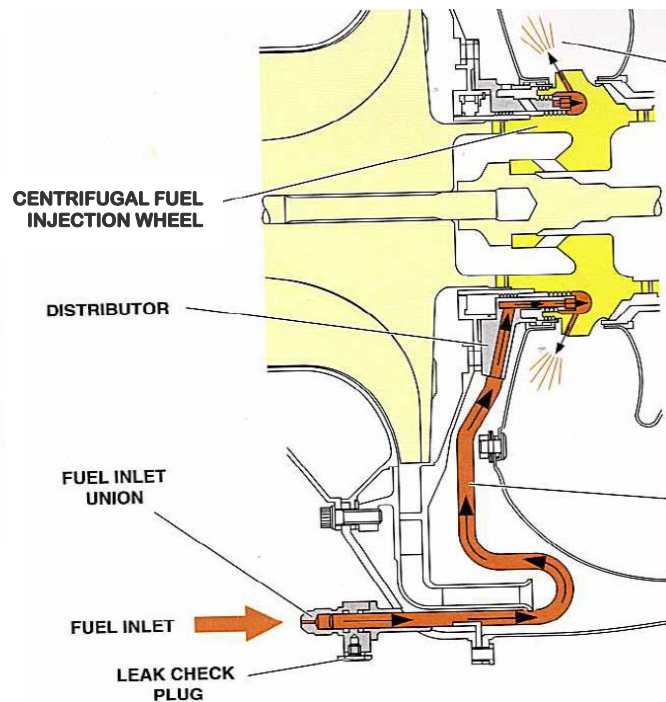 CENTRIFUGAL FUEL
INJECTION WHEEL
DISTRIBUTOR
FUEL INLET
UNION
FUEL INLET
LEAK CHECK
PLUG